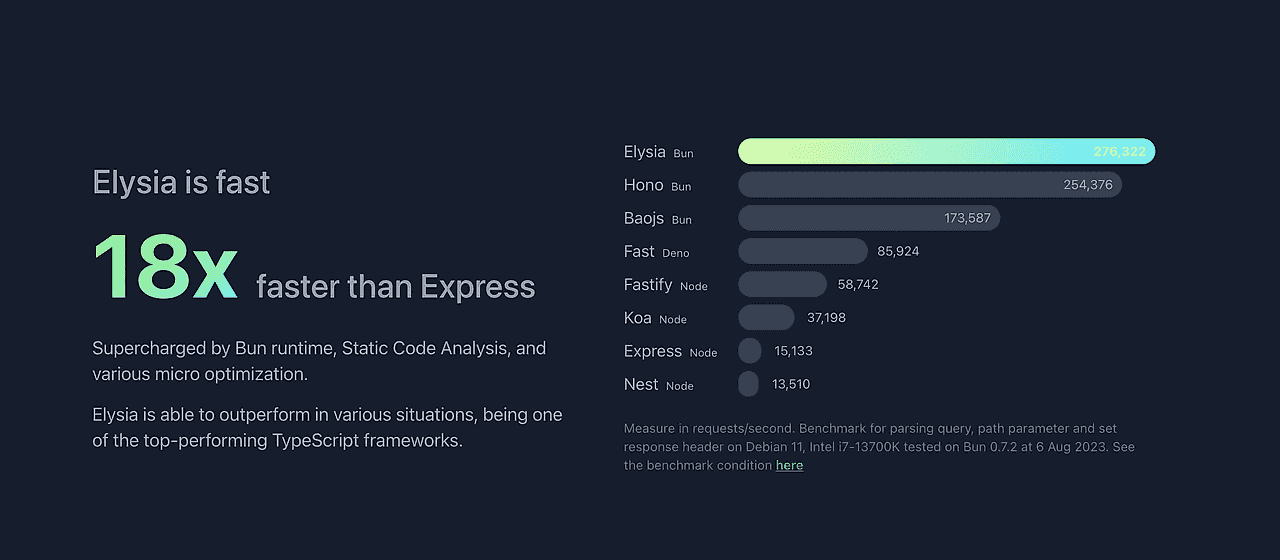 Elysia is fast
18x faster than Express
Supercharged by Bun runtime, Static Code Analysis, and
various micro optimization.
Elysia is able to outperform in various situations, being one
of the top-performing TypeScript frameworks.
Elysia Bun 276,322
Hono Bun 254,376
Baojs Bun 173,587
Fast Deno 85,924
Fastify Node 58,742
Koa Node 37,198
Express Node 15,133
Nest Node 13,510
Measure in requests/second. Benchmark for parsing query, path parameter and set
response header on Debian 11, Intel i7-13700K tested on Bun 0.7.2 at 6 Aug 2023. See
the benchmark condition here